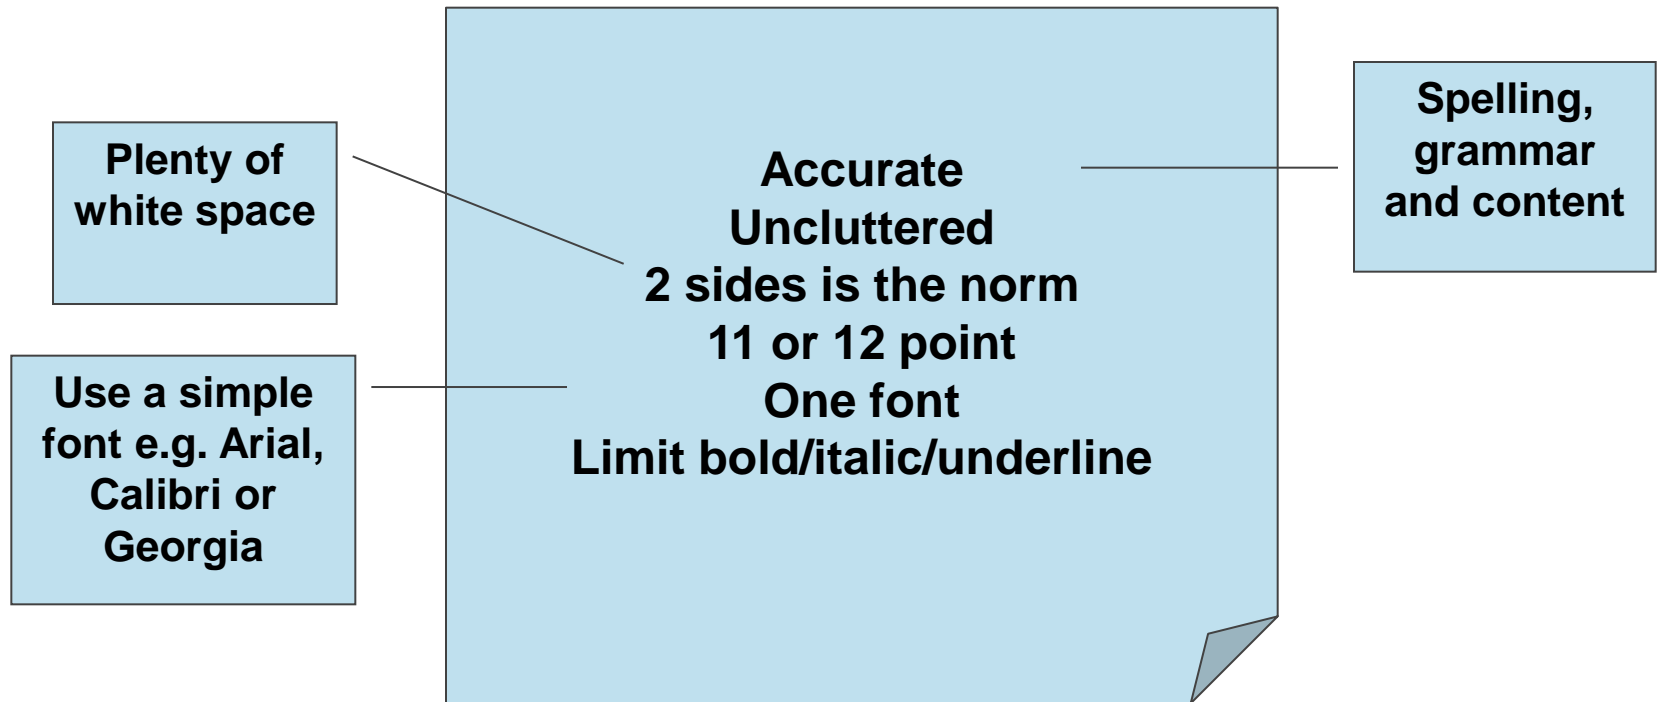 Plenty of
white space
Use a simple
font e.g. Arial,
Calibri or
Georgia
Accurate
Uncluttered
2 sides is the norm
11 or 12 point
One font
Limit bold/italic/underline
Spelling,
grammar
and content